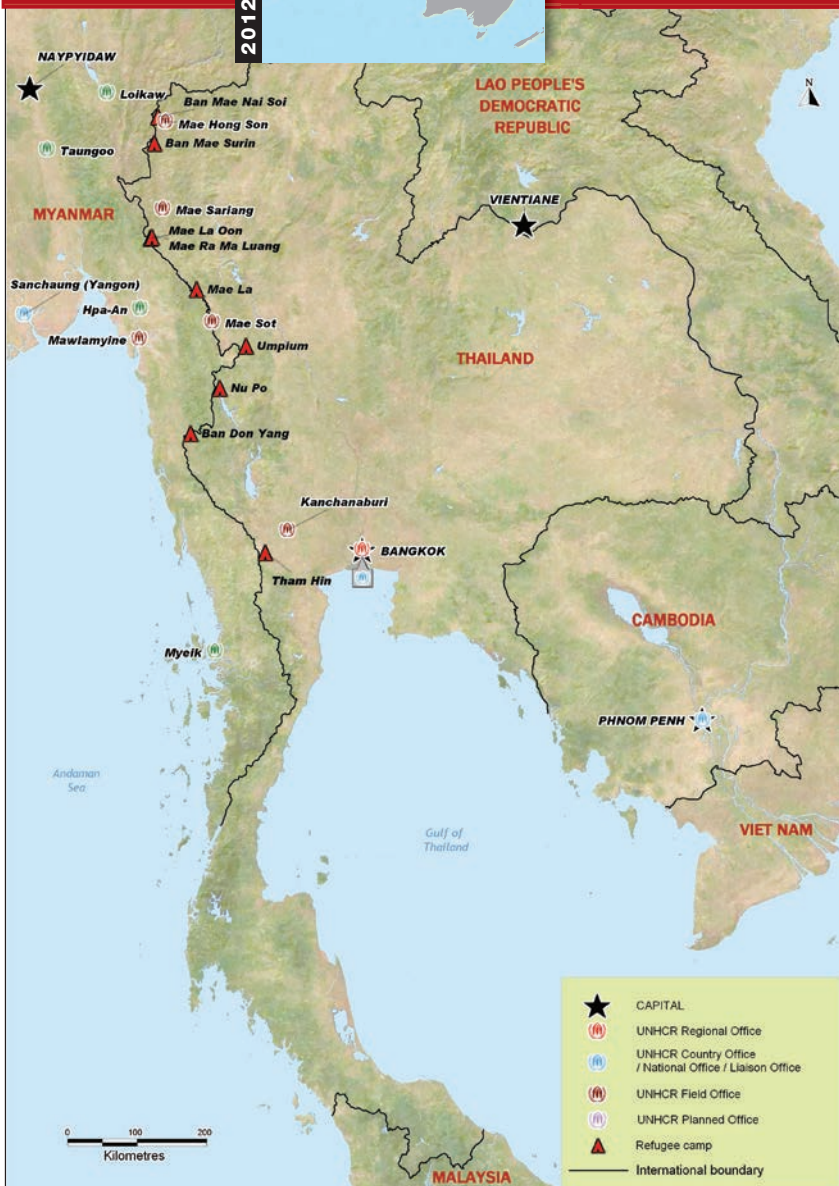 2012
NAYPYIDAW
Loikaw
Ban Mae Nai Soi
Mae Hong Son
Ban Mae Surin
Taungoo
LAO PEOPLE'S
DEMOCRATIC
REPUBLIC
N
MYANMAR
Mae Sariang
VIENTIANE
Mae La Oon
Mae Ra Ma Luang
Sanchaung (Yangon)
Hpa-An
Mae La
Mawlamyine
Mae Sot
Umpium
THAILAND
Nu Po
Ban Don Yang
Kanchanaburi
BANGKOK
Tham Hin
CAMBODIA
Myeik
PHNOM PENH
Andaman
Sea
Gulf of
Thailand
VIET NAM
CAPITAL
UNHCR Regional Office
UNHCR Country Office
/ National Office / Liaison Office
UNHCR Field Office
UNHCR Planned Office
Refugee camp
International boundary
0 100 200
Kilometres
MALAYSIA